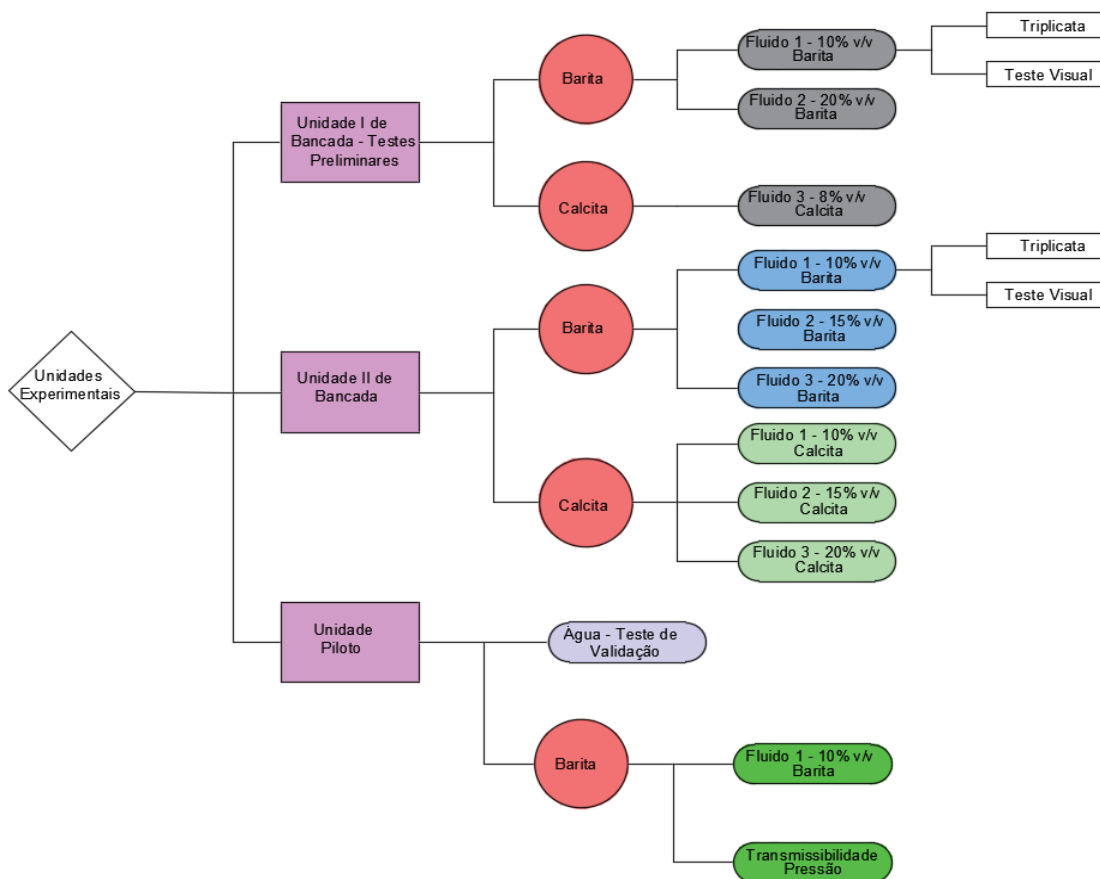 Unidades
Experimentais
Unidade I de
Bancada - Testes
Preliminares
Barita
Fluido 1 - 10% v/v
Barita
Triplicata
Teste Visual
Fluido 2 - 20% v/v
Barita
Calcita
Fluido 3 - 8% v/v
Calcita
Unidade II de
Bancada
Barita
Fluido 1 - 10% v/v
Barita
Triplicata
Teste Visual
Fluido 2 - 15% v/v
Barita
Fluido 3 - 20% v/v
Barita
Calcita
Fluido 1 - 10% v/v
Calcita
Fluido 2 - 15% v/v
Calcita
Fluido 3 - 20% v/v
Calcita
Unidade
Piloto
Água - Teste de
Validação
Barita
Fluido 1 - 10% v/v
Barita
Transmissibilidade
Pressão